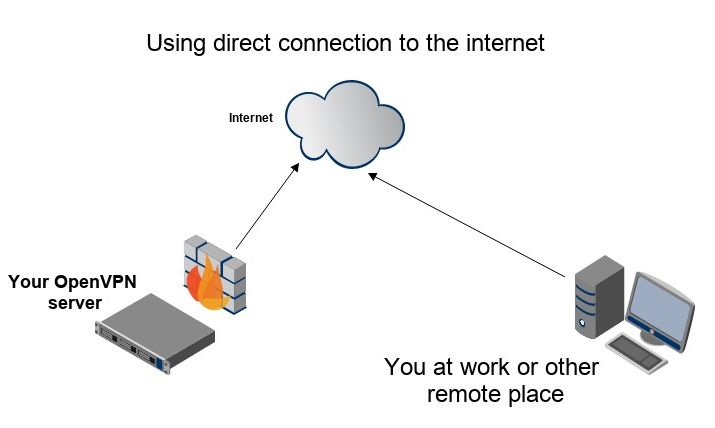 Using direct connection to the internet
Internet
Your OpenVPN
server
You at work or other
remote place